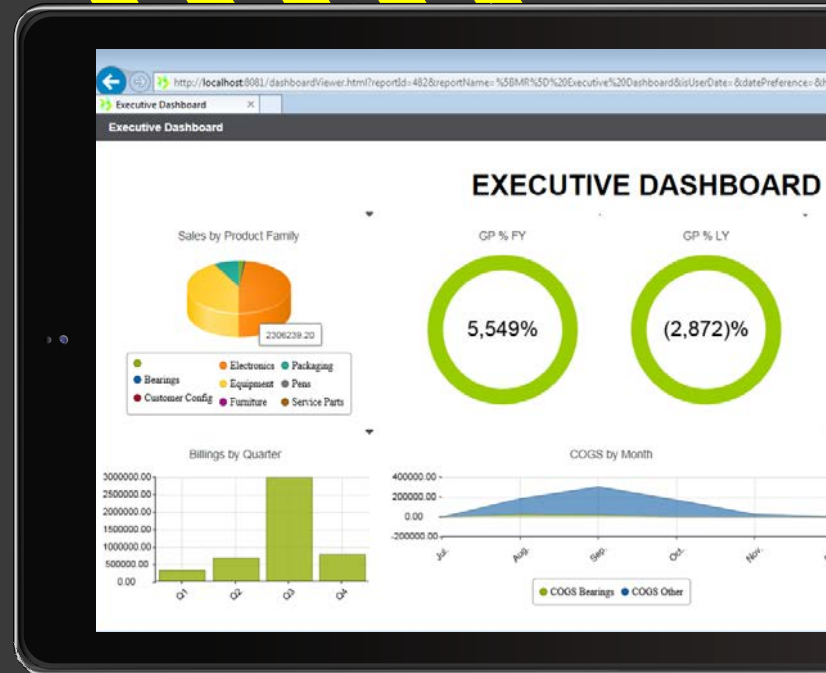 http://localhost:8081/dashboardViewer.html?reportId=482&reportName=%5BMR%5D%20Executive%20Dashboard&isUserDate=&datePreference=&h
Executive Dashboard ×
Executive Dashboard
EXECUTIVE DASHBOARD
Sales by Product Family
2306239.20
Electronics Packaging
Bearings Equipment Pens
Customer Config Furniture Service Parts
GP % FY
5,549%
GP % LY
(2,872)%
Billings by Quarter
3000000.00
2500000.00
2000000.00
1500000.00
1000000.00
500000.00
0.00
Q1 Q2 Q3 Q4
COGS by Month
400000.00
200000.00
0.00
-200000.00
Jul. Aug. Sep. Oct. Nov.
COGS Bearings COGS Other